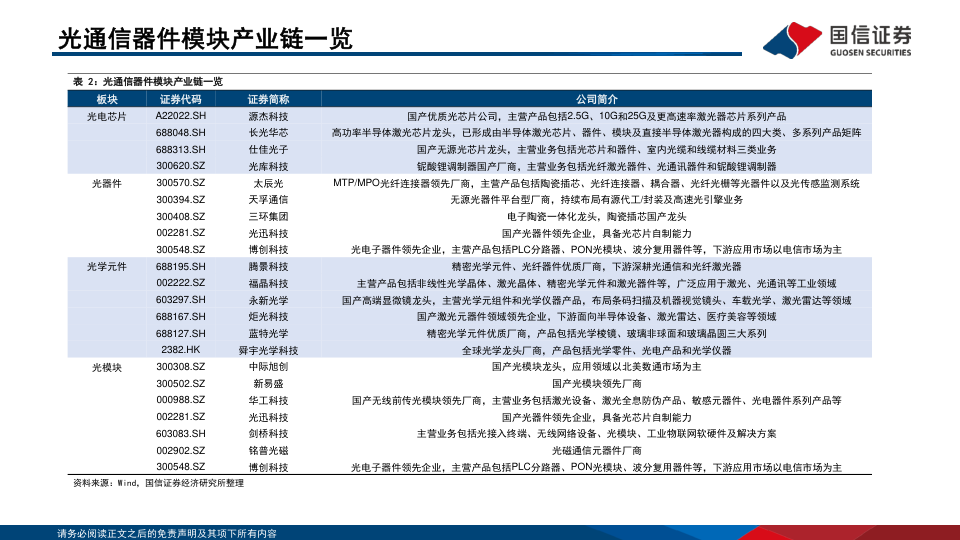 光通信器件模块产业链一览
国信证券
GUOSEN SECURITIES
表 2：光通信器件模块产业链一览
板块 证券代码 证券简称 公司简介
光电芯片 A22022.SH 源杰科技 国产优质光芯片公司，主营产品包括2.5G、10G和25G及更高速率激光器芯片系列产品
688048.SH 长光华芯 高功率半导体激光芯片龙头，已形成由半导体激光芯片、器件、模块及直接半导体激光器构成的四大类、多系列产品矩阵
688313.SH 仕佳光子 国产无源光芯片龙头，主营业务包括光芯片和器件、室内光缆和线缆材料三类业务
300620.SZ 光库科技 铌酸锂调制器国产厂商，主营业务包括光纤激光器件、光通讯器件和铌酸锂调制器
光器件 300570.SZ 太辰光 MTP/MPO光纤连接器领先厂商，主营产品包括陶瓷插芯、光纤连接器、耦合器、光纤光栅等光器件以及光传感监测系统
300394.SZ 天孚通信 无源光器件平台型厂商，持续布局有源代工/封装及高速光引擎业务
300408.SZ 三环集团 电子陶瓷一体化龙头，陶瓷插芯国产龙头
002281.SZ 光迅科技 国产光器件领先企业，具备光芯片自制能力
300548.SZ 博创科技 光电子器件领先企业，主营产品包括PLC分路器、PON光模块、波分复用器件等，下游应用市场以电信市场为主
光学元件 688195.SH 腾景科技 精密光学元件、光纤器件优质厂商，下游深耕光通信和光纤激光器
002222.SZ 福晶科技 主营产品包括非线性光学晶体、激光晶体、精密光学元件和激光器件等，广泛应用于激光、光通讯等工业领域
603297.SH 永新光学 国产高端显微镜龙头，主营光学元组件和光学仪器产品，布局条码扫描及机器视觉镜头、车载光学、激光雷达等领域
688167.SH 炬光科技 国产激光元器件领域领先企业，下游面向半导体设备、激光雷达、医疗美容等领域
688127.SH 蓝特光学 精密光学元件优质厂商，产品包括光学棱镜、玻璃非球面和玻璃晶圆三大系列
2382.HK 舜宇光学科技 全球光学龙头厂商，产品包括光学零件、光电产品和光学仪器
光模块 300308.SZ 中际旭创 国产光模块龙头，应用领域以北美数通市场为主
300502.SZ 新易盛 国产光模块领先厂商
000988.SZ 华工科技 国产无线前传光模块领先厂商，主营业务包括激光设备、激光全息防伪产品、敏感元器件、光电器件系列产品等
002281.SZ 光迅科技 国产光器件领先企业，具备光芯片自制能力
603083.SH 剑桥科技 主营业务包括光接入终端、无线网络设备、光模块、工业物联网软硬件及解决方案
002902.SZ 铭普光磁 光磁通信元器件厂商
300548.SZ 博创科技 光电子器件领先企业，主营产品包括PLC分路器、PON光模块、波分复用器件等，下游应用市场以电信市场为主
资料来源：Wind，国信证券经济研究所整理
请务必阅读正文之后的免责声明及其项下所有内容